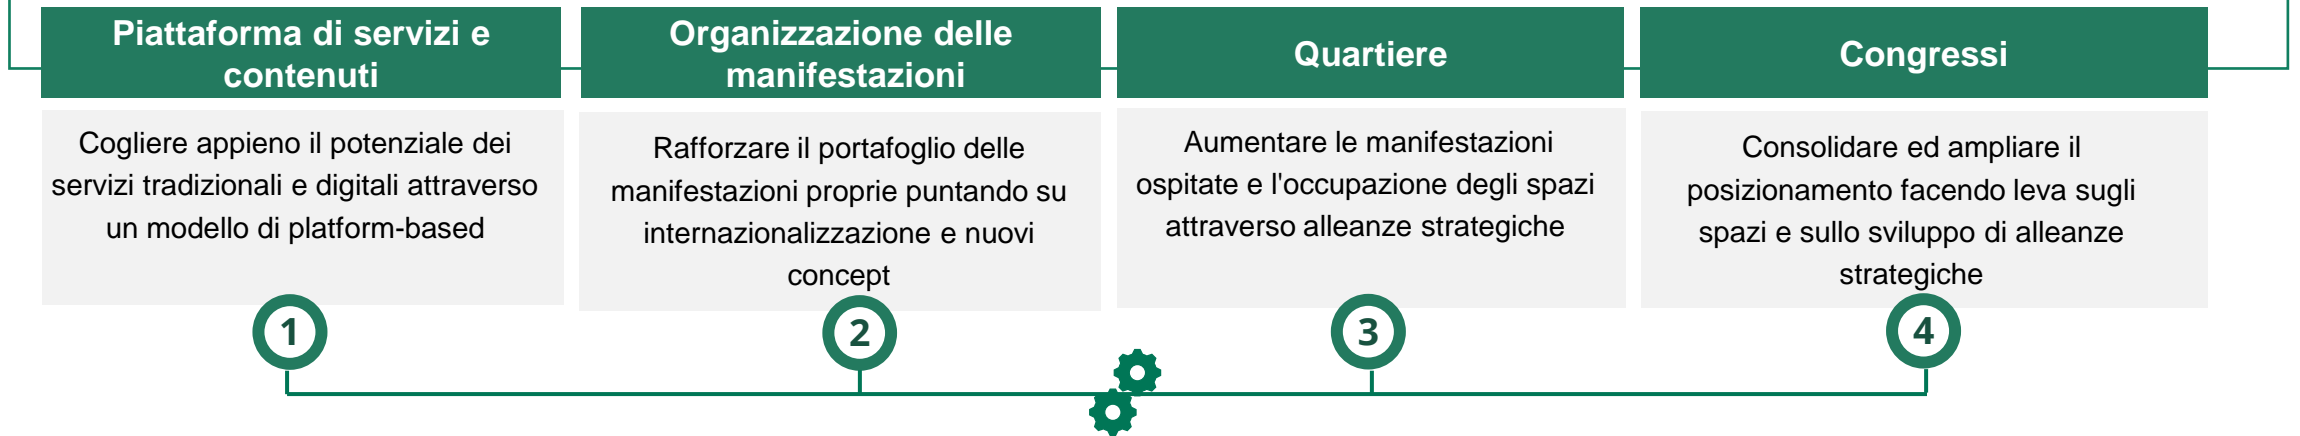 Piattaforma di servizi e
contenuti
Cogliere appieno il potenziale dei
servizi tradizionali e digitali attraverso
un modello di platform-based
1
Organizzazione delle
manifestazioni
Rafforzare il portafoglio delle
manifestazioni proprie puntando su
internazionalizzazione e nuovi
concept
2
Quartiere
Aumentare le manifestazioni
ospitate e l'occupazione degli spazi
attraverso alleanze strategiche
3
Congressi
Consolidare ed ampliare il
posizionamento facendo leva sugli
spazi e sullo sviluppo di alleanze
strategiche
4